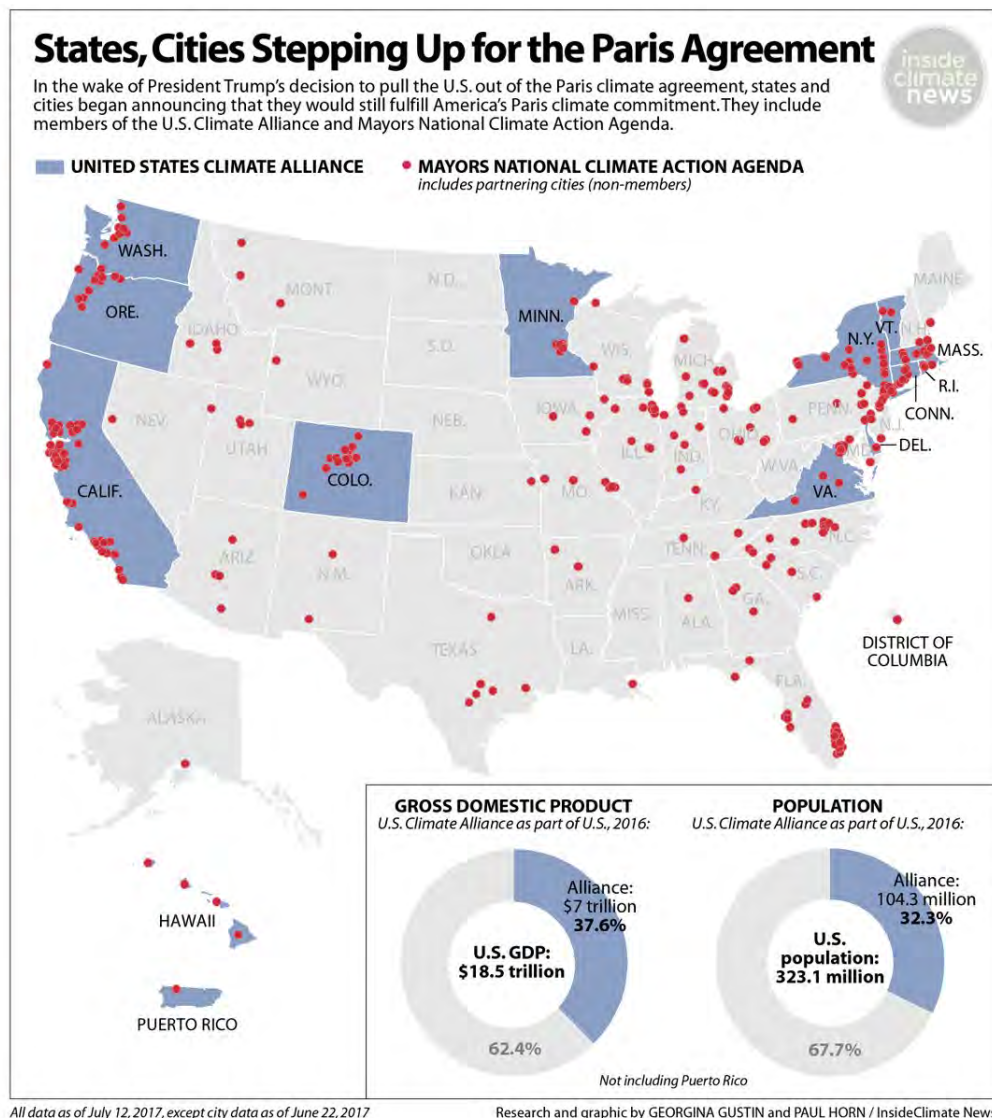 States, Cities Stepping Up for the Paris Agreement
inside
climate
news
In the wake of President Trump's decision to pull the U.S. out of the Paris climate agreement, states and
cities began announcing that they would still fulfill America's Paris climate commitment. They include
members of the U.S. Climate Alliance and Mayors National Climate Action Agenda.
UNITED STATES CLIMATE ALLIANCE
MAYORS NATIONAL CLIMATE ACTION AGENDA
includes partnering cities (non-members)
WASH.
ORE.
CALIF.
IDAHO
NEV.
MONT.
WYO.
UTAH
COLO.
ARIZ.
N.M.
N.D.
S.D.
NEB.
KAN.
OKLA.
TEXAS
MINN.
IOWA
MO.
ARK.
LA.
WIS.
ILL.
MICH.
IND.
OHIO
KY.
TENN.
MISS.
ALA.
GA.
FLA.
S.C.
N.C.
VA.
W.VA.
MD.
DEL.
PENN.
N.J.
N.Y.
VT.
N.H.
MAINE
MASS.
R.I.
CONN.
DISTRICT OF
COLUMBIA
ALASKA
HAWAII
PUERTO RICO
GROSS DOMESTIC PRODUCT
U.S. Climate Alliance as part of U.S., 2016:
Alliance:
$7 trillion
37.6%
U.S. GDP:
$18.5 trillion
62.4%
POPULATION
U.S. Climate Alliance as part of U.S., 2016:
Alliance:
104.3 million
32.3%
U.S.
population:
323.1 million
67.7%
Not including Puerto Rico
All data as of July 12, 2017, except city data as of June 22, 2017
Research and graphic by GEORGINA GUSTIN and PAUL HORN / InsideClimate News